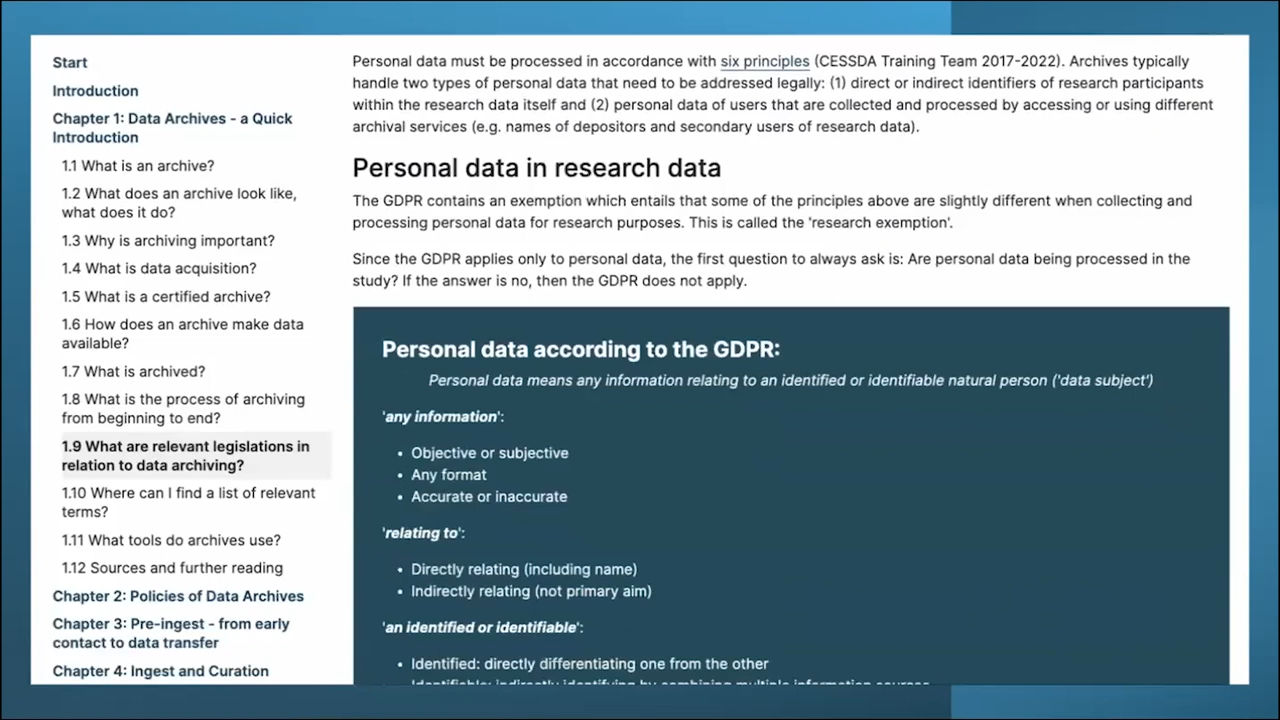 Start
Introduction
Chapter 1: Data Archives - a Quick
Introduction
1.1 What is an archive?
1.2 What does an archive look like,
what does it do?
1.3 Why is archiving important?
1.4 What is data acquisition?
1.5 What is a certified archive?
1.6 How does an archive make data
available?
1.7 What is archived?
1.8 What is the process of archiving
from beginning to end?
1.9 What are relevant legislations in
relation to data archiving?
1.10 Where can I find a list of relevant
terms?
1.11 What tools do archives use?
1.12 Sources and further reading
Chapter 2: Policies of Data Archives
Chapter 3: Pre-ingest - from early
contact to data transfer
Chapter 4: Ingest and Curation
Personal data must be processed in accordance with six principles (CESSDA Training Team 2017-2022). Archives typically
handle two types of personal data that need to be addressed legally: (1) direct or indirect identifiers of research participants
within the research data itself and (2) personal data of users that are collected and processed by accessing or using different
archival services (e.g. names of depositors and secondary users of research data).
Personal data in research data
The GDPR contains an exemption which entails that some of the principles above are slightly different when collecting and
processing personal data for research purposes. This is called the 'research exemption'.
Since the GDPR applies only to personal data, the first question to always ask is: Are personal data being processed in the
study? If the answer is no, then the GDPR does not apply.
Personal data according to the GDPR:
Personal data means any information relating to an identified or identifiable natural person ('data subject')
'any information':
• Objective or subjective
• Any format
• Accurate or inaccurate
'relating to':
• Directly relating (including name)
• Indirectly relating (not primary aim)
'an identified or identifiable':
• Identified: directly differentiating one from the other
Identifiable: indirectly identifying by combining multiple information sources